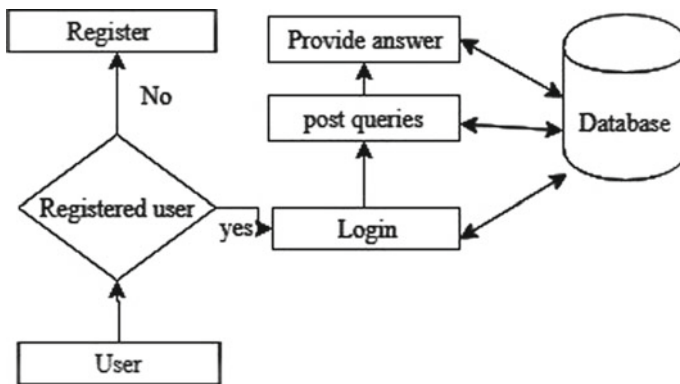 Register
Provide answer
No
post queries
Database
Registered user
yes
Login
User